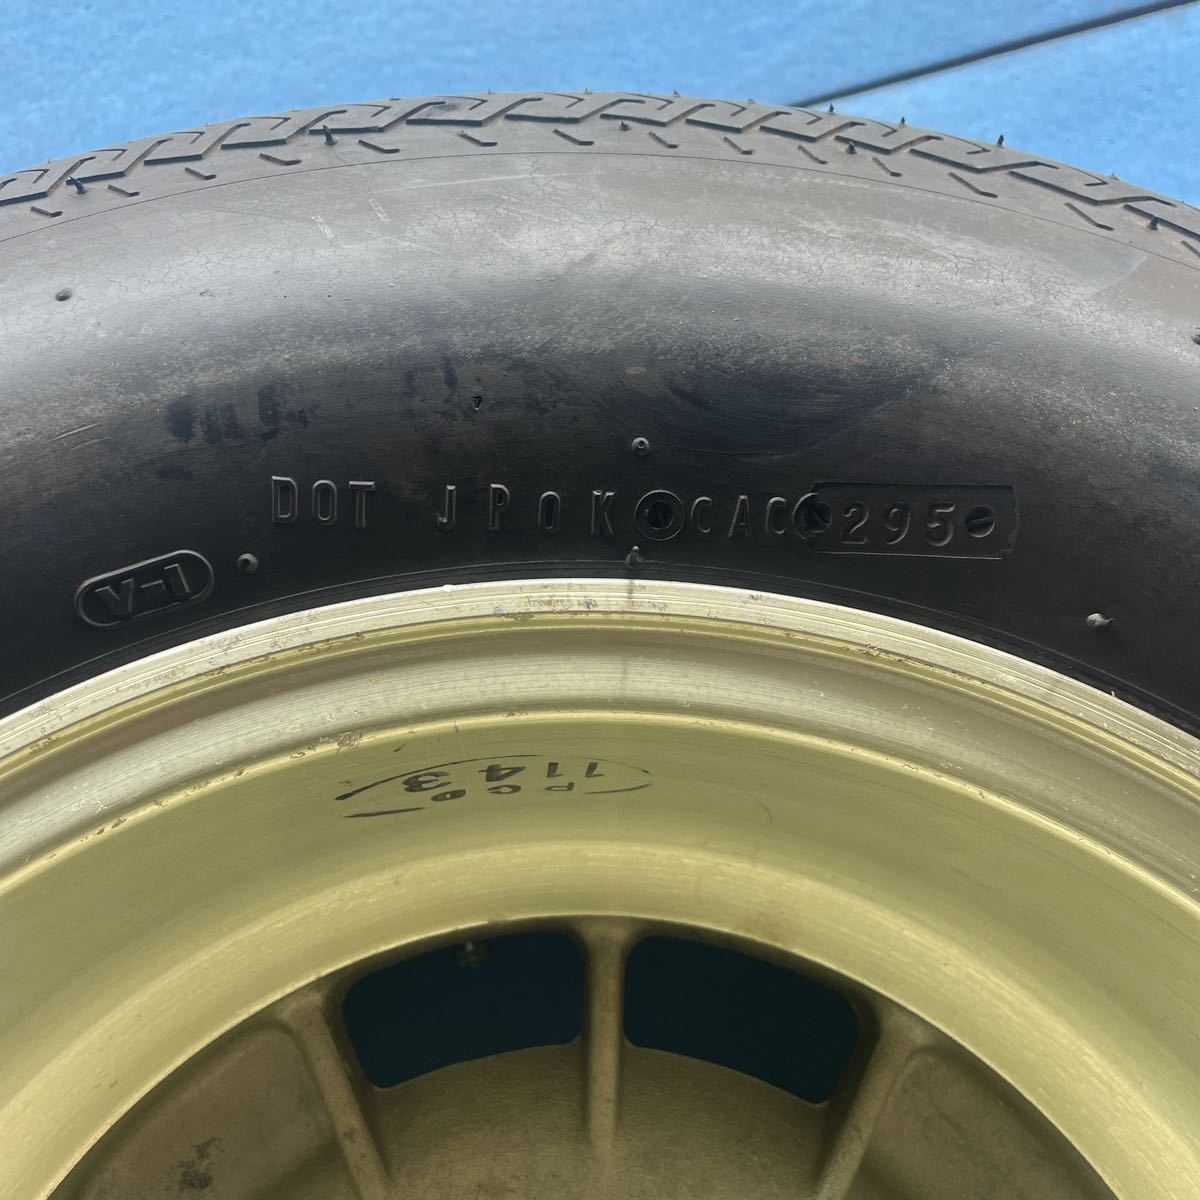 DOT JPOK CAC 295
V-1
PCD
114 3